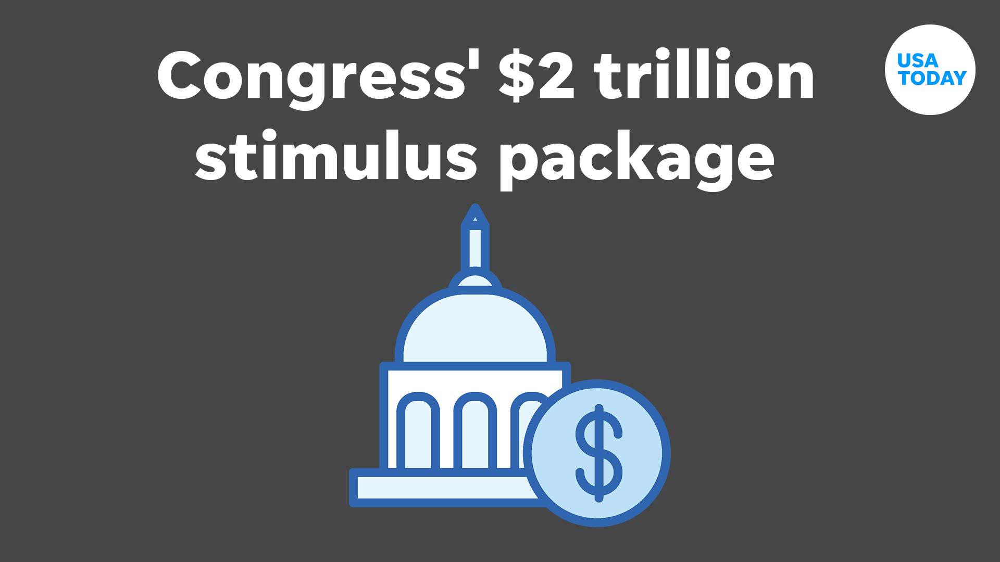 Congress' $2 trillion
stimulus package
USA
TODAY
$